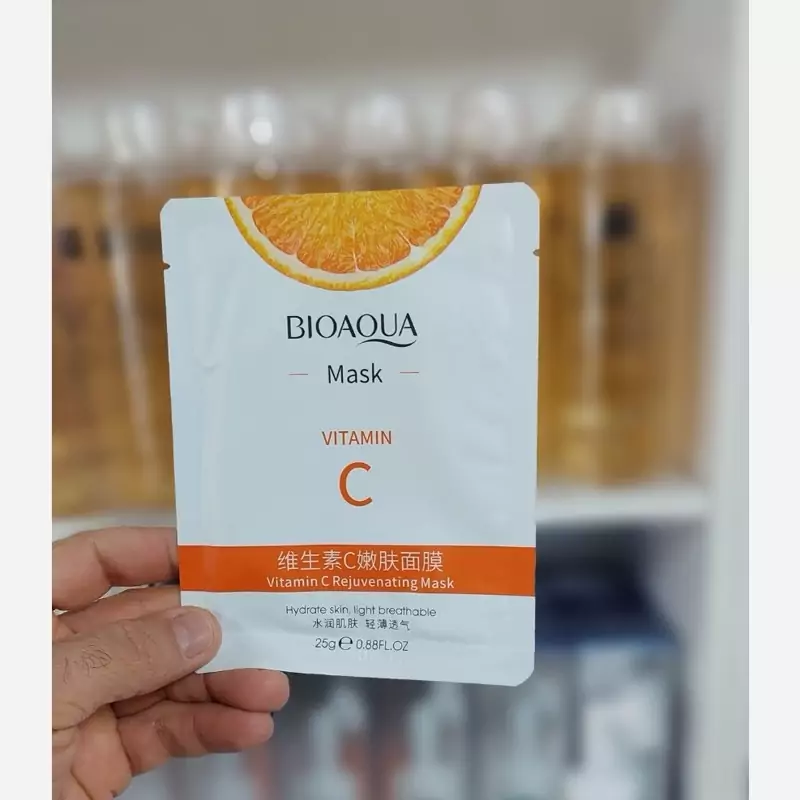 BIOAQUA
Mask
VITAMIN
C
维生素C嫩肤面膜
Vitamin C Rejuvenating Mask
Hydrate skin, light breathable
水润肌肤 轻薄透气
25g ℮ 0.88FL.OZ